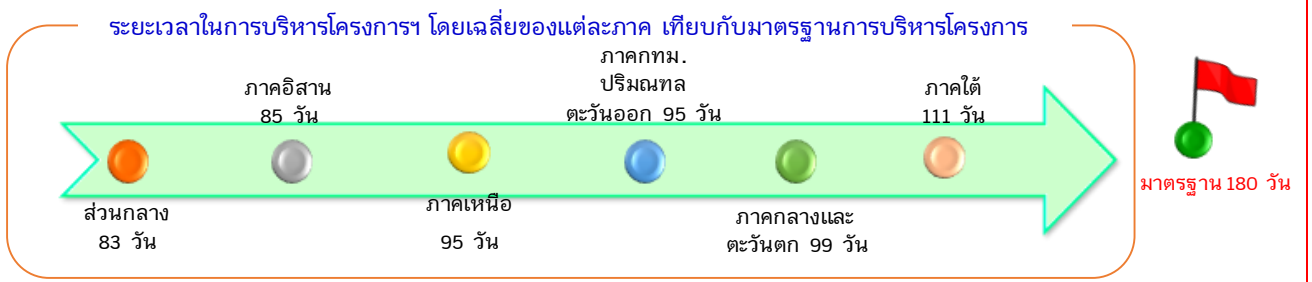 ระยะเวลาในการบริหารโครงการฯ โดยเฉลี่ยของแต่ละภาค เทียบกับมาตรฐานการบริหารโครงการ
ส่วนกลาง
83 วัน
ภาคอิสาน
85 วัน
ภาคเหนือ
95 วัน
ภาคกทม.
ปริมณฑล
ตะวันออก 95 วัน
ภาคกลางและ
ตะวันตก 99 วัน
ภาคใต้
111 วัน
มาตรฐาน 180 วัน